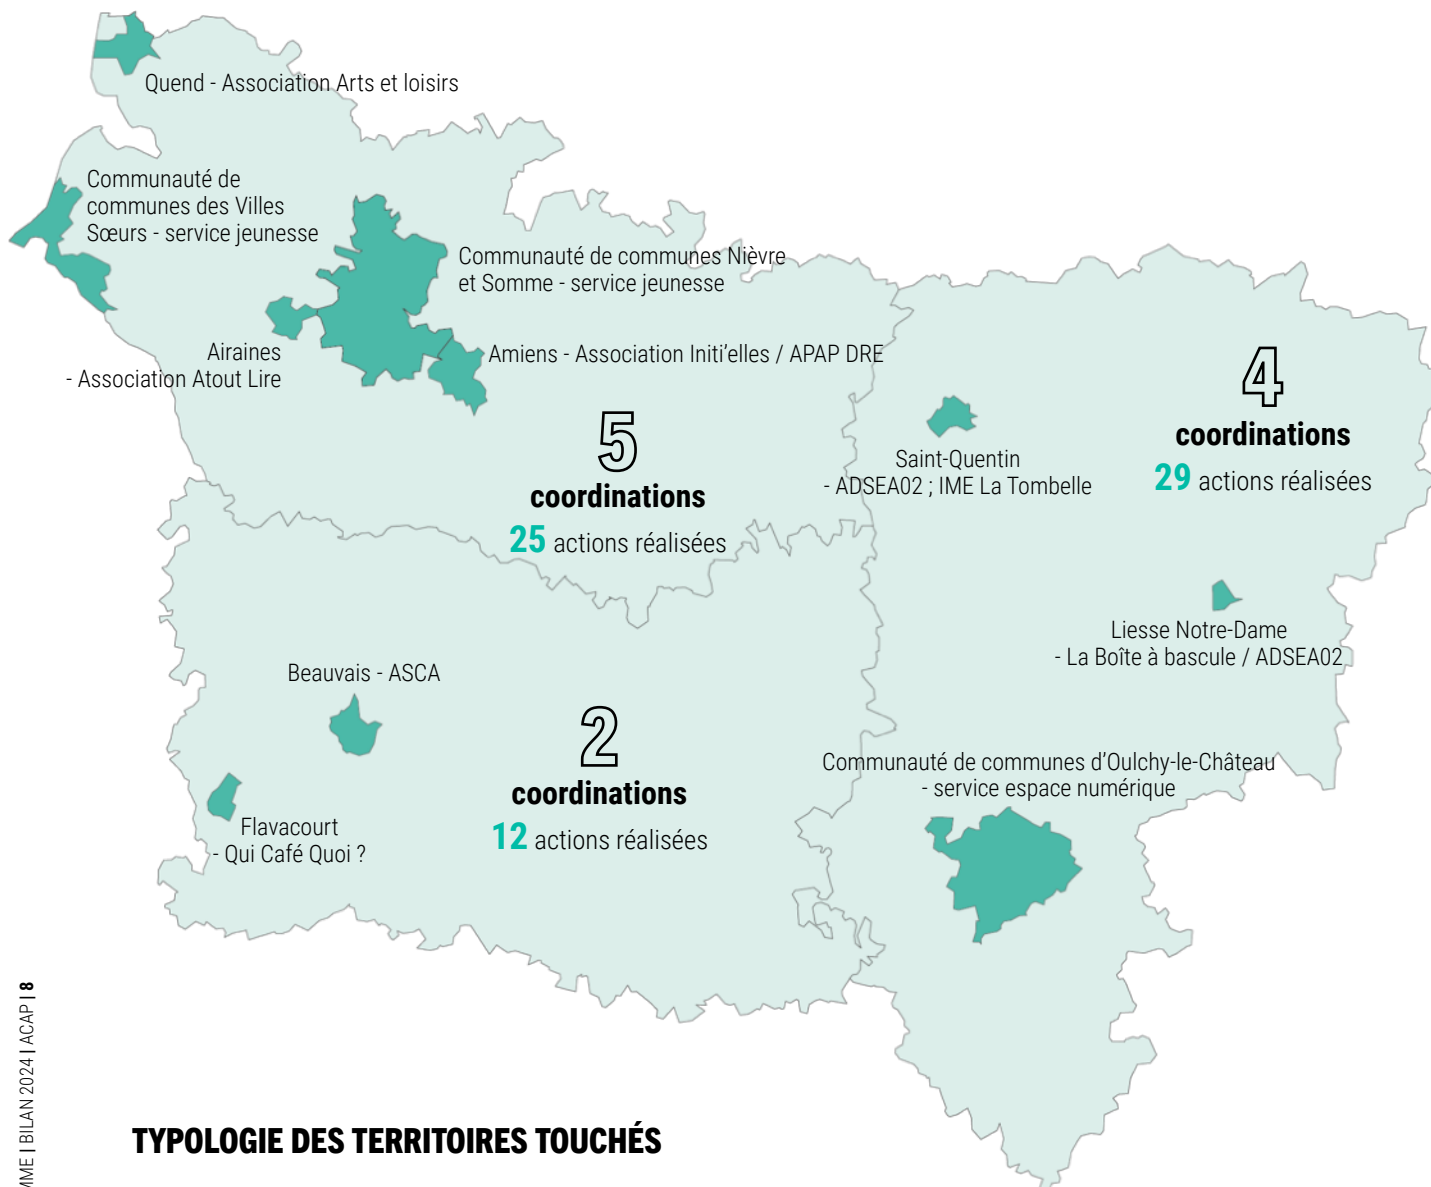 Quend - Association Arts et loisirs
Communauté de
communes des Villes
Sœurs - service jeunesse
Communauté de communes Nièvre
et Somme - service jeunesse
Airaines
- Association Atout Lire
Amiens - Association Initi’elles / APAP DRE
5
coordinations
25 actions réalisées
4
coordinations
29 actions réalisées
Saint-Quentin
- ADSEA02 ; IME La Tombelle
Liesse Notre-Dame
- La Boîte à bascule / ADSEA02
Beauvais - ASCA
2
coordinations
12 actions réalisées
Flavacourt
- Qui Café Quoi ?
Communauté de communes d’Oulchy-le-Château
- service espace numérique
| BILAN 2024 | ACAP | 8
TYPOLOGIE DES TERRITOIRES TOUCHÉS